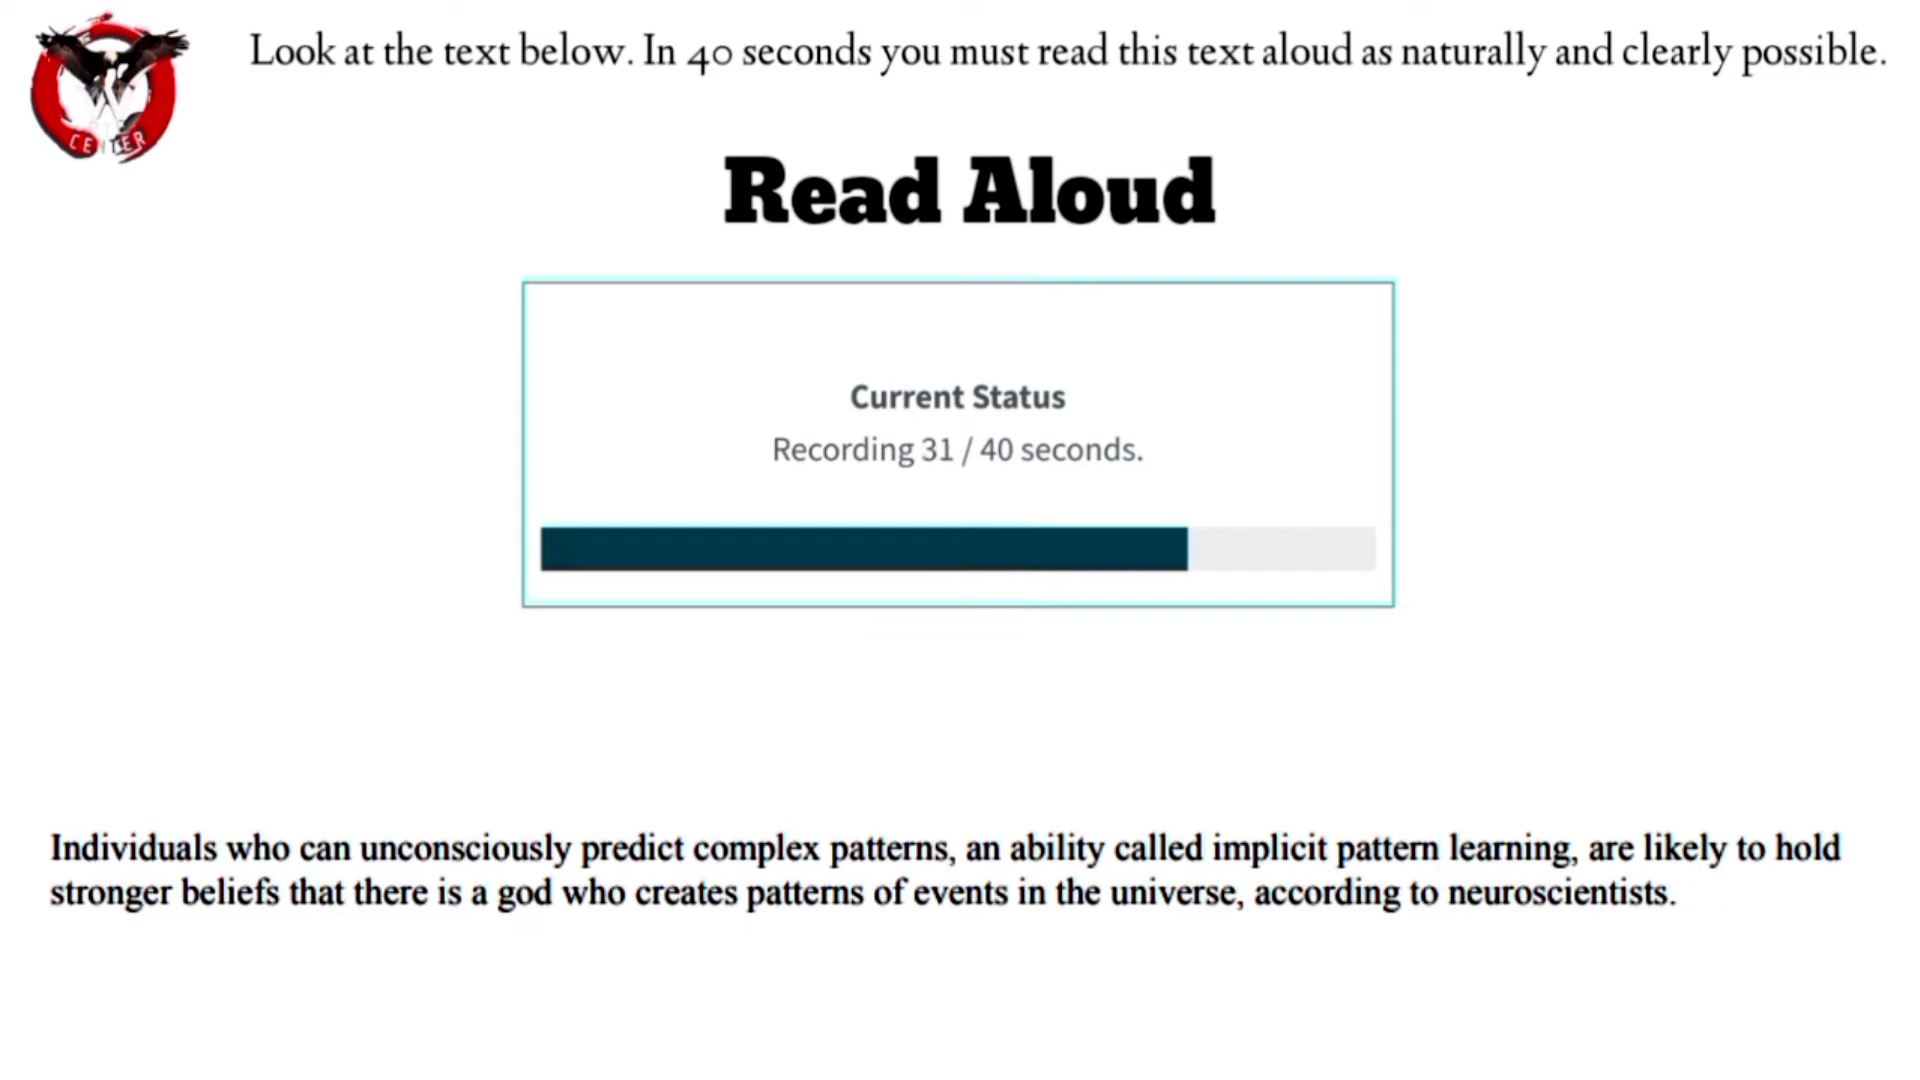 Look at the text below. In 40 seconds you must read this text aloud as naturally and clearly possible.
CENTER
Read Aloud
Current Status
Recording 31 / 40 seconds.
Individuals who can unconsciously predict complex patterns, an ability called implicit pattern learning, are likely to hold
stronger beliefs that there is a god who creates patterns of events in the universe, according to neuroscientists.